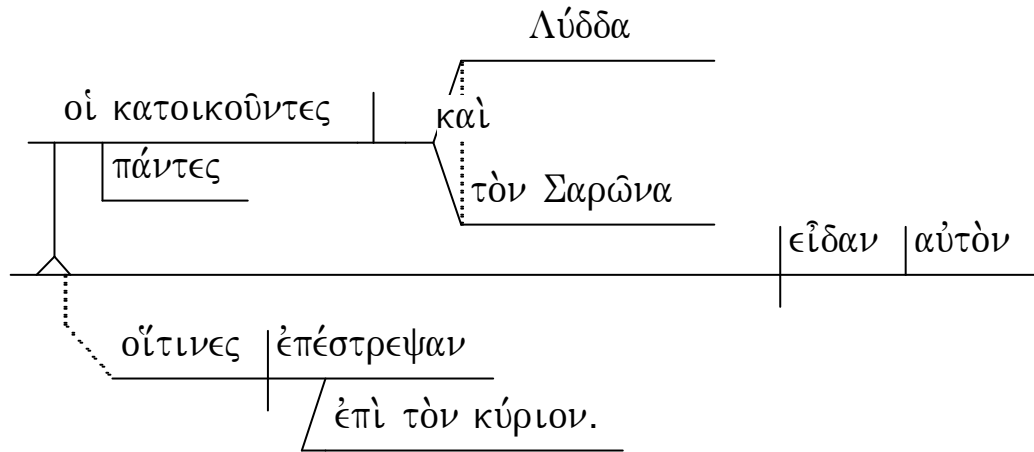 Λύδδα
οἱ κατοικοῦντες καὶ
πάντες
τὸν Σαρῶνα
εἶδαν αὐτὸν
οἵτινες ἐπέστρεψαν
ἐπὶ τὸν κύριον.